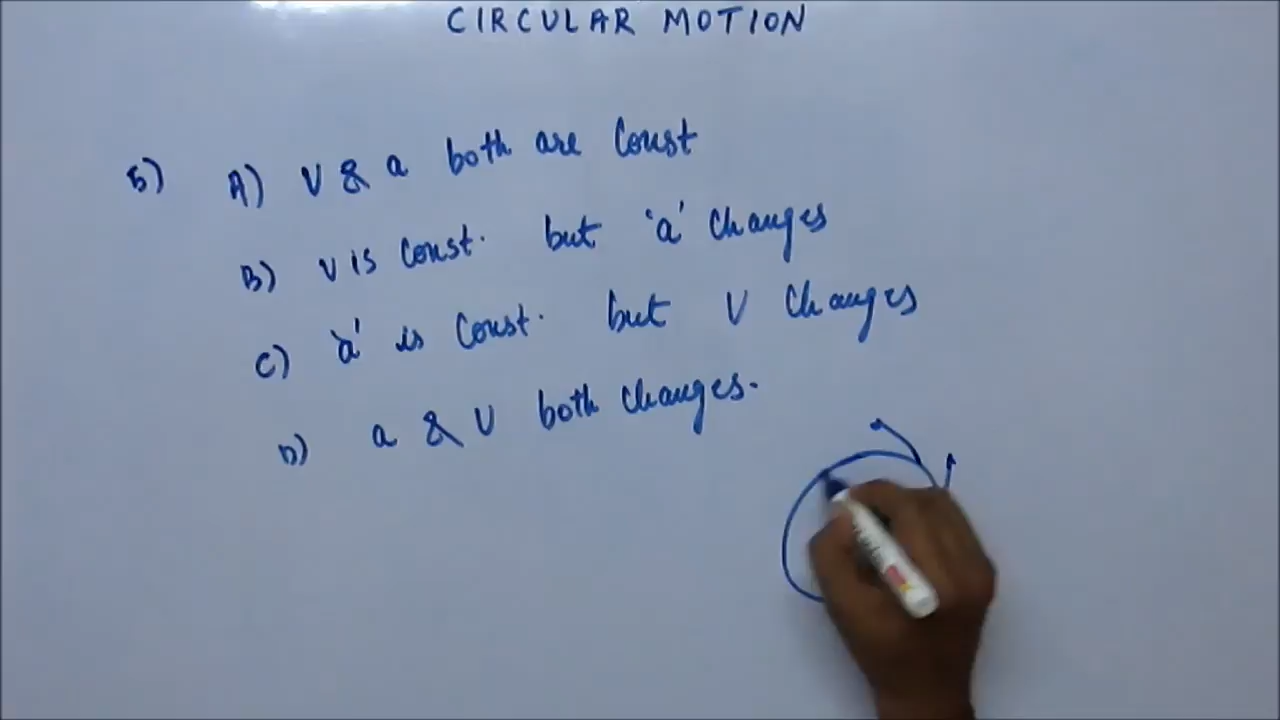 CIRCULAR MOTION
5) A) V & a both are Const
B) V is Const. but 'a' Changes
C) 'a' is Const. but V Changes
D) a & V both Changes.